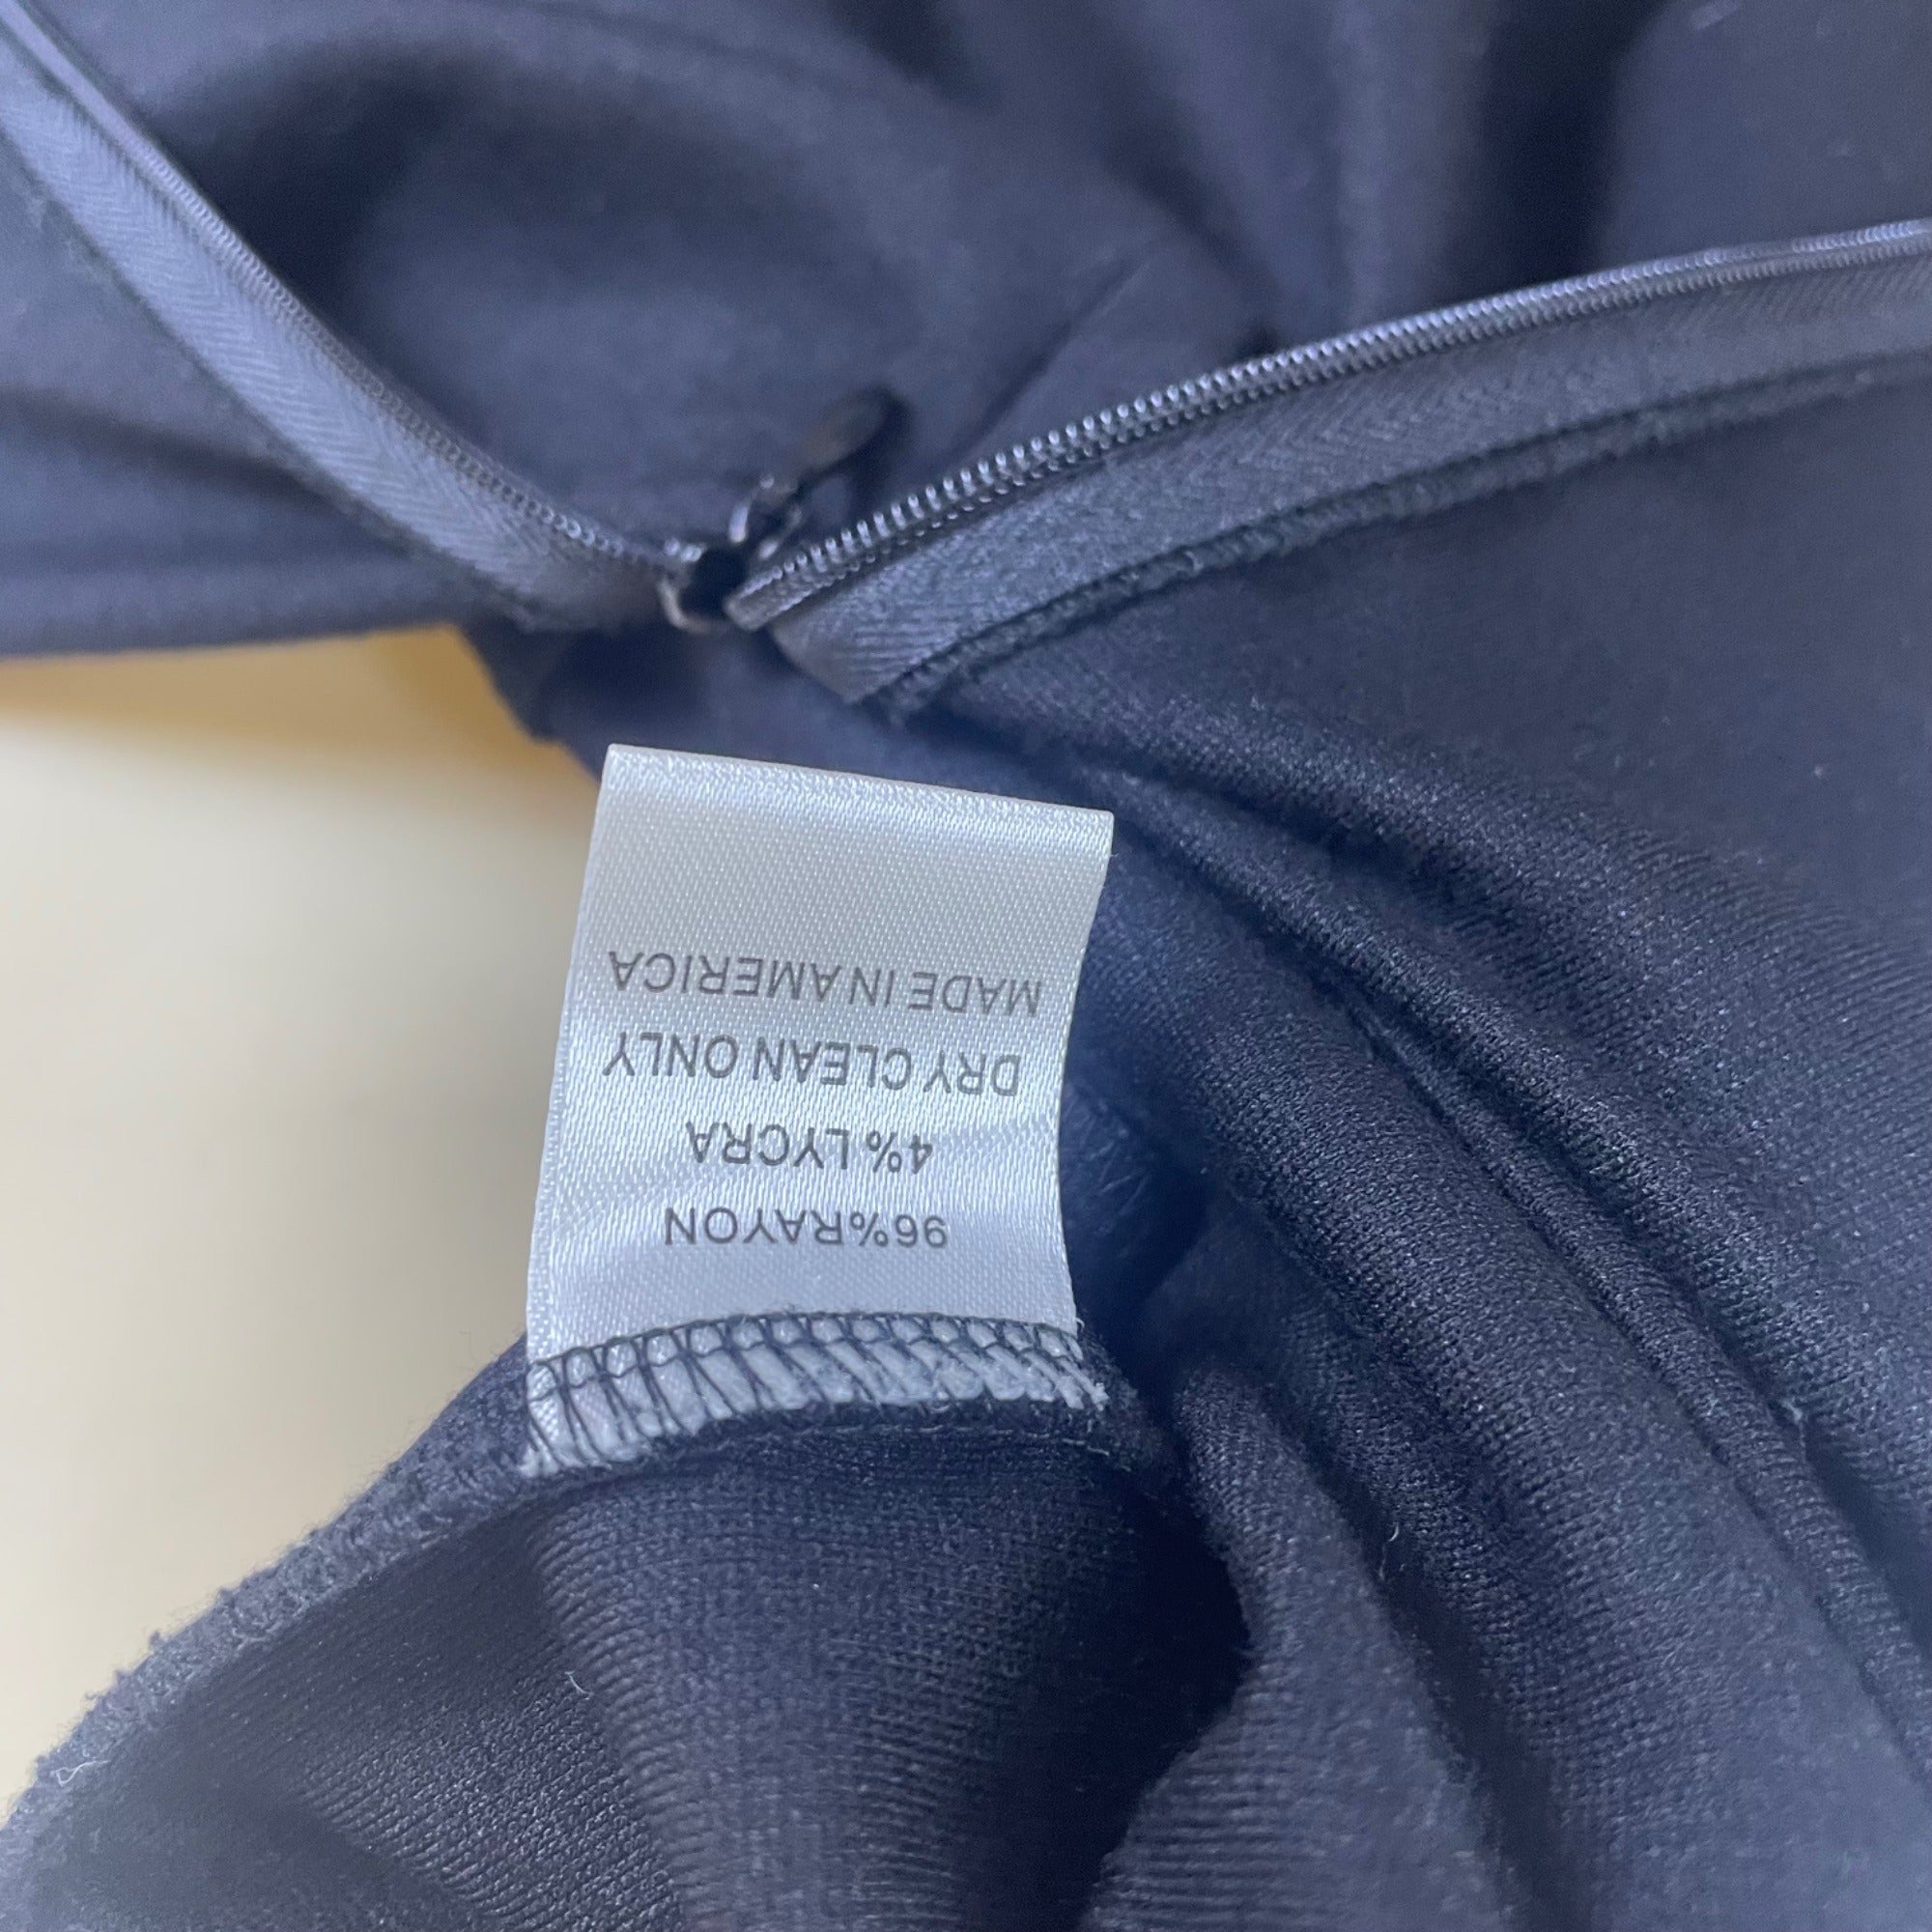 96%RAYON
4% LYCRA
DRY CLEAN ONLY
MADE IN AMERICA